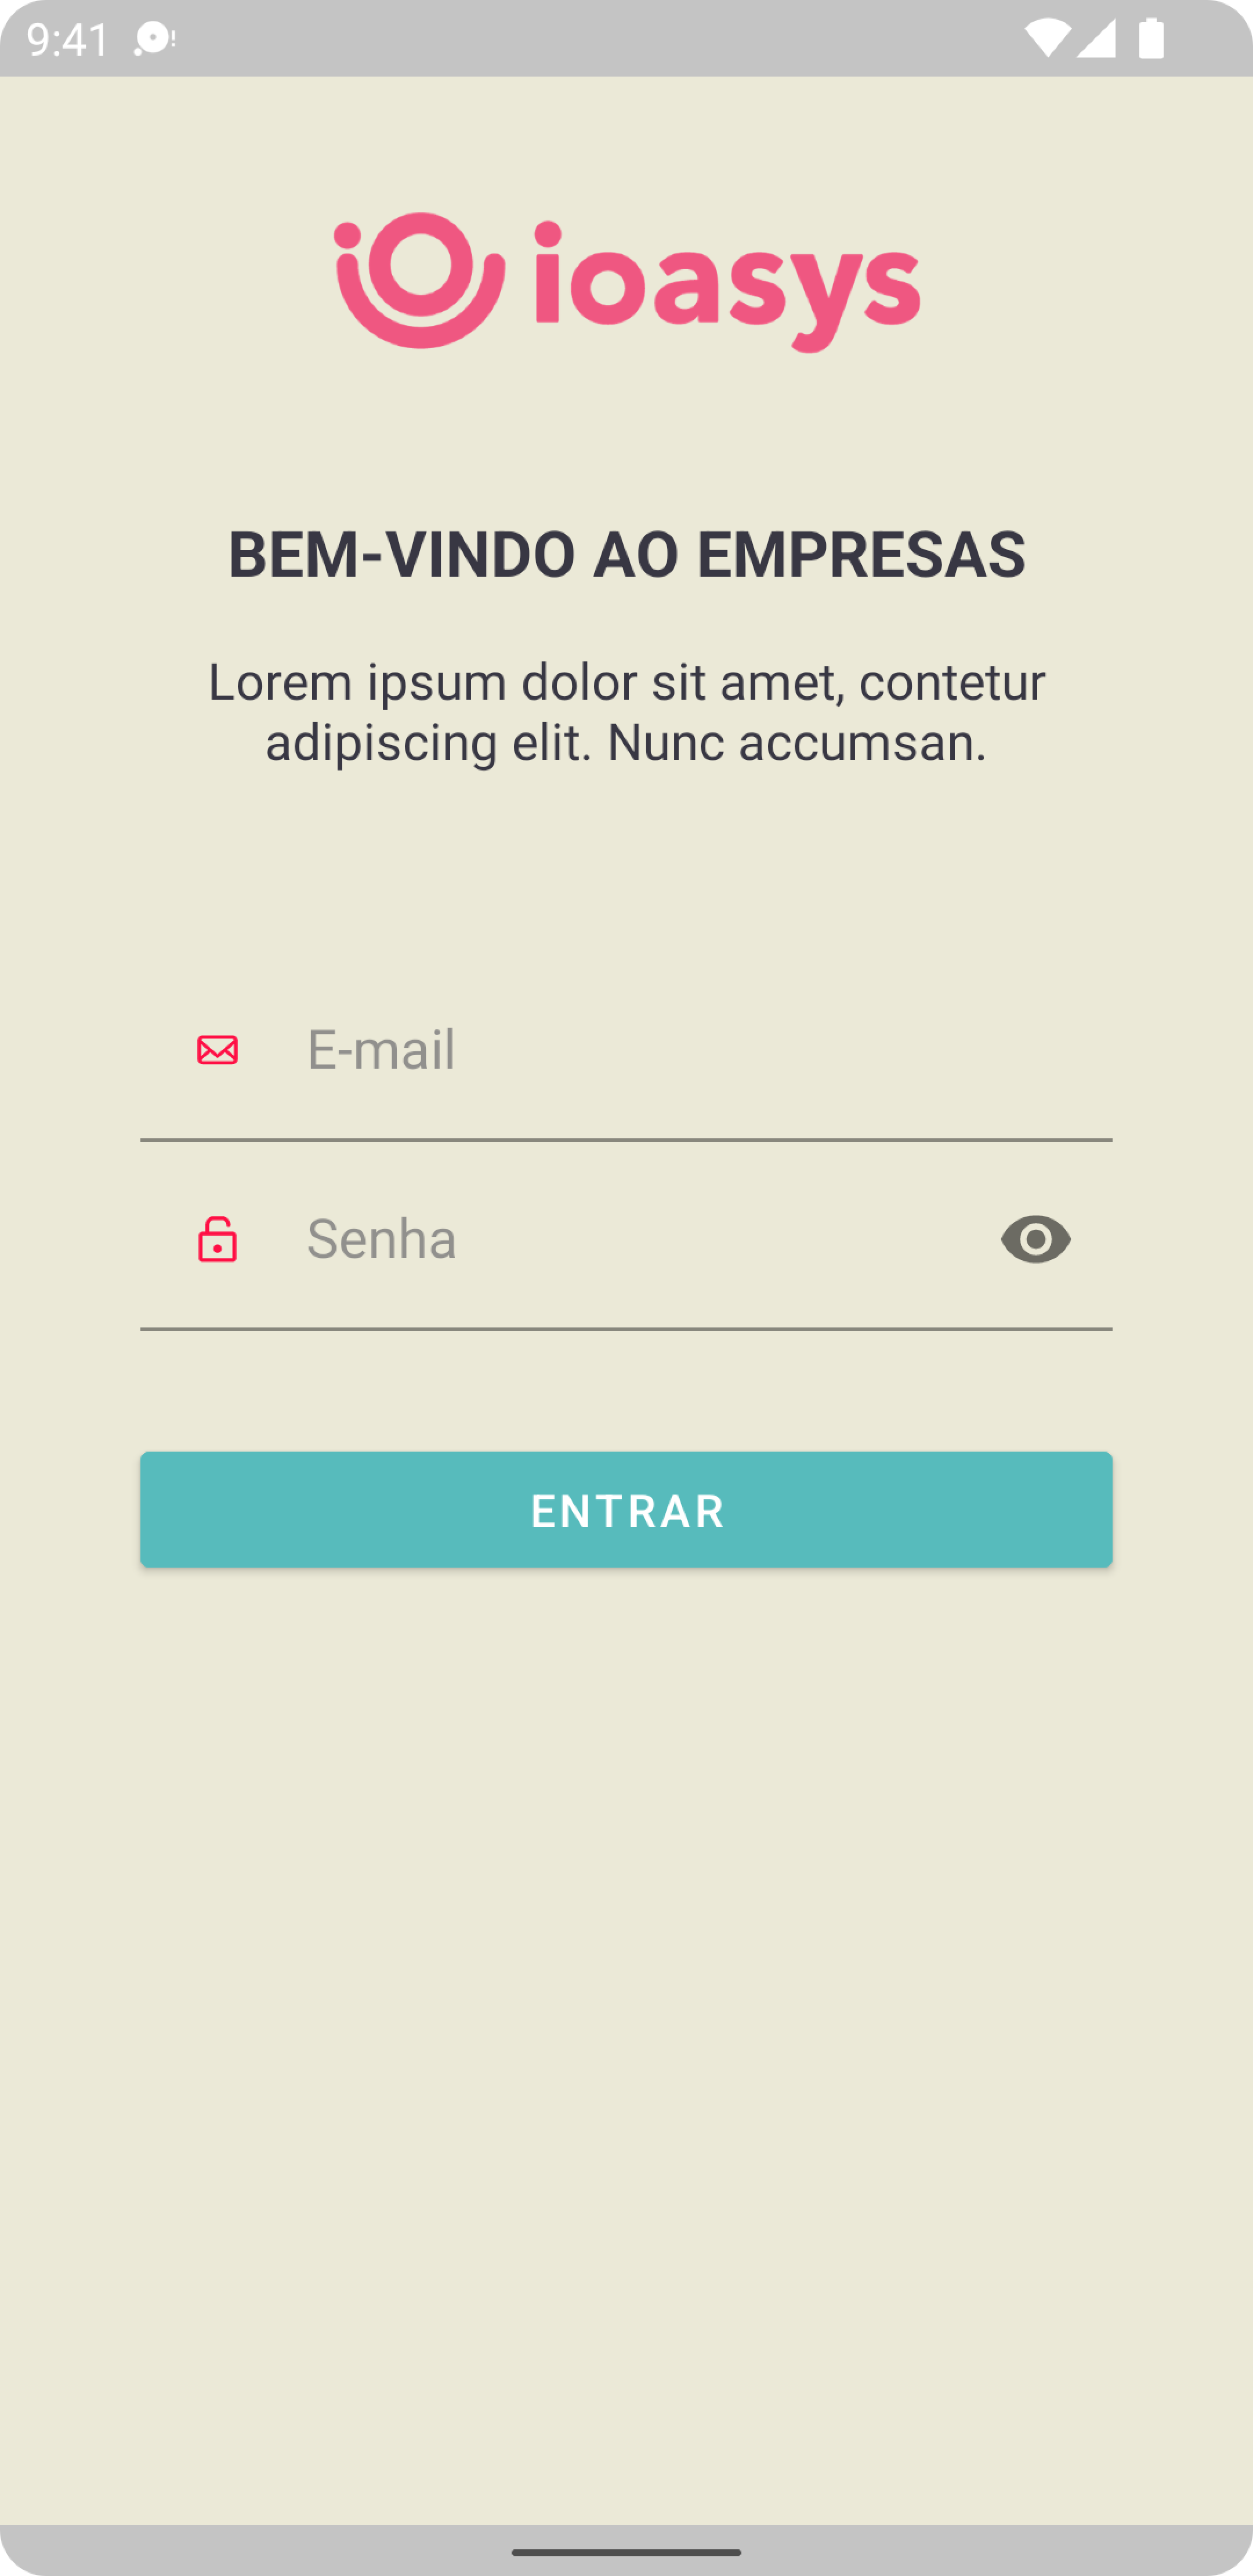 9:41
ioasys
BEM-VINDO AO EMPRESAS
Lorem ipsum dolor sit amet, contetur
adipiscing elit. Nunc accumsan.
E-mail
Senha
ENTRAR